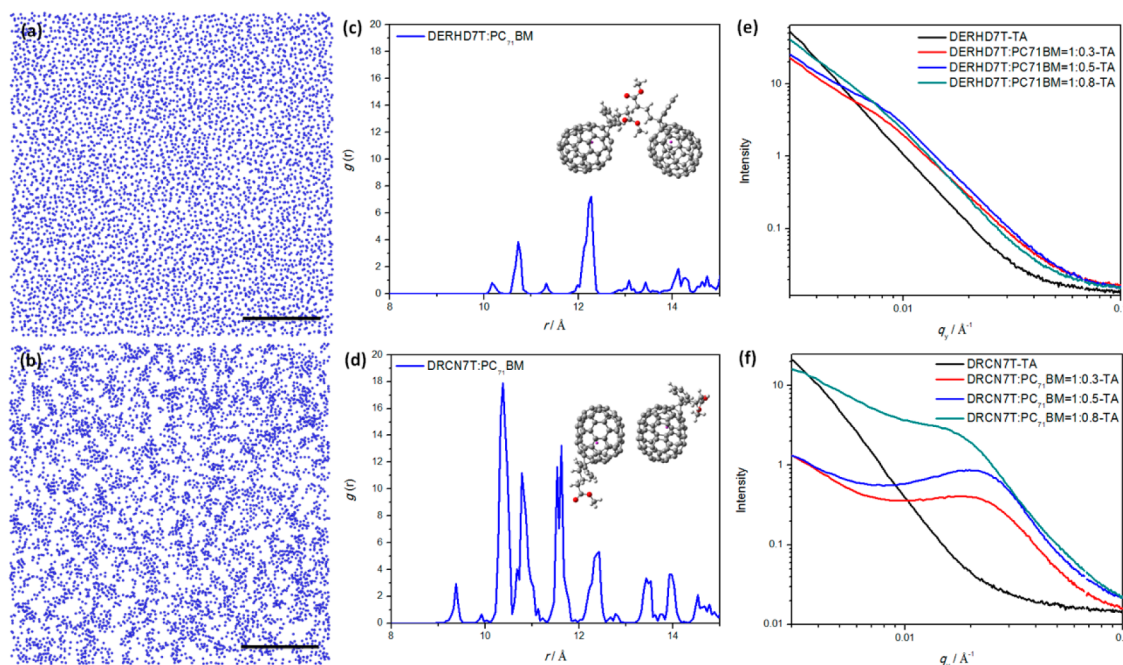 (a)
(b)
(c)
DERHD7T:PC₇₁BM
g (r)
20
18
16
14
12
10
8
6
4
2
0
8
10
12
14
r / Å
(d)
DRCN7T:PC₇₁BM
g (r)
20
18
16
14
12
10
8
6
4
2
0
8
10
12
14
r / Å
(e)
DERHD7T-TA
DERHD7T:PC71BM=1:0.3-TA
DERHD7T:PC71BM=1:0.5-TA
DERHD7T:PC71BM=1:0.8-TA
Intensity
10
1
0.1
0.01
qᵧ / Å⁻¹
(f)
DRCN7T-TA
DRCN7T:PC₇₁BM=1:0.3-TA
DRCN7T:PC₇₁BM=1:0.5-TA
DRCN7T:PC₇₁BM=1:0.8-TA
Intensity
10
1
0.1
0.01
0.01